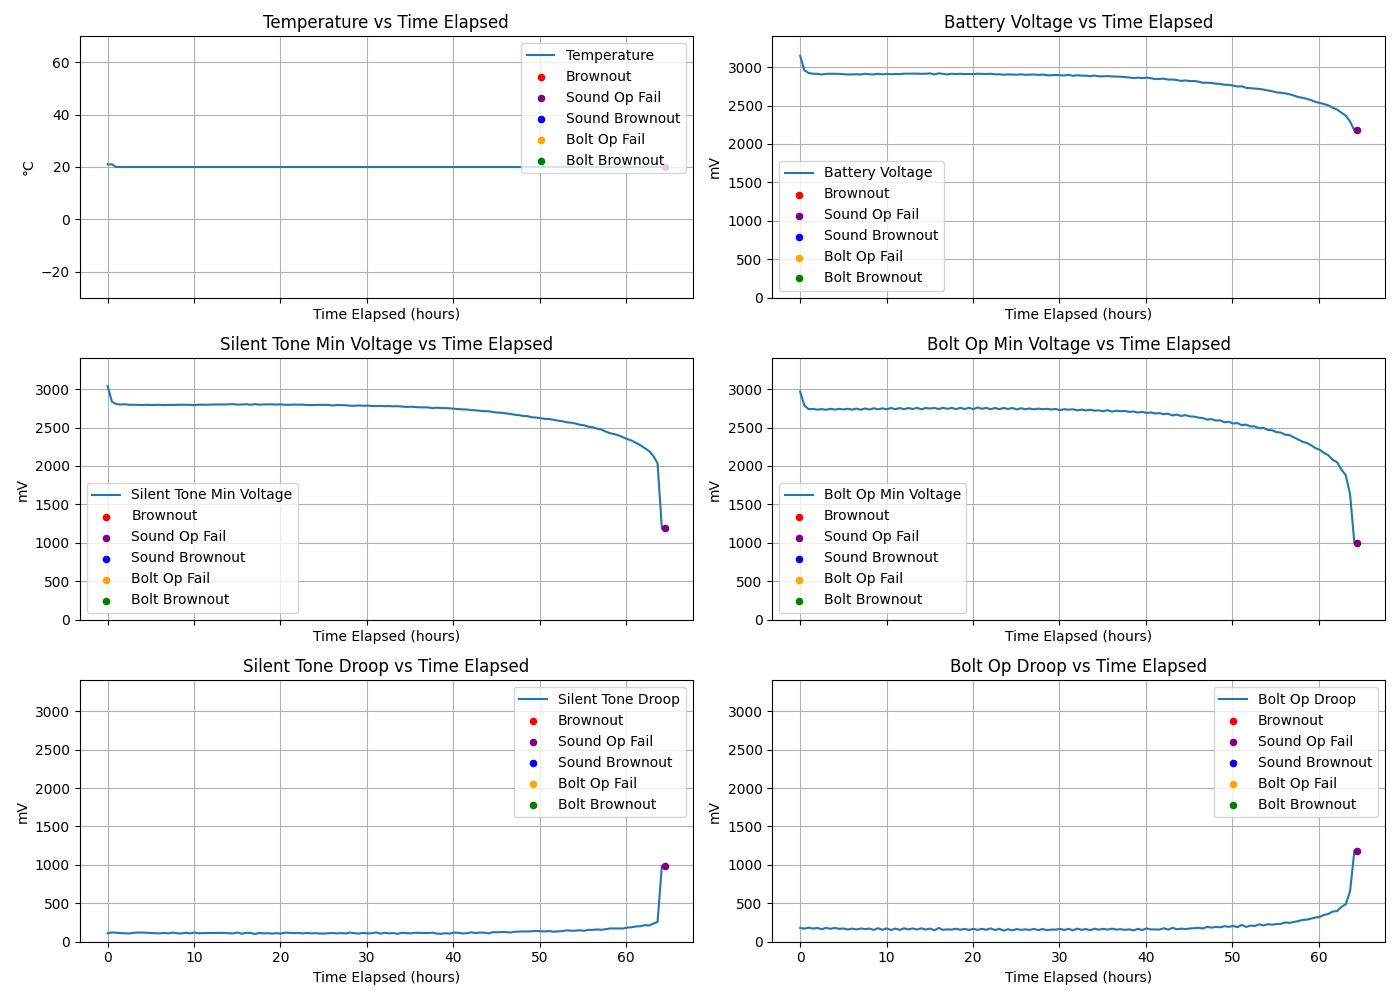 Temperature vs Time Elapsed
60
40
20
0
−20
°C
Temperature
Brownout
Sound Op Fail
Sound Brownout
Bolt Op Fail
Bolt Brownout
Time Elapsed (hours)
Battery Voltage vs Time Elapsed
3000
2500
2000
1500
1000
500
0
mV
Battery Voltage
Brownout
Sound Op Fail
Sound Brownout
Bolt Op Fail
Bolt Brownout
Time Elapsed (hours)
Silent Tone Min Voltage vs Time Elapsed
3000
2500
2000
1500
1000
500
0
mV
Silent Tone Min Voltage
Brownout
Sound Op Fail
Sound Brownout
Bolt Op Fail
Bolt Brownout
Time Elapsed (hours)
Bolt Op Min Voltage vs Time Elapsed
3000
2500
2000
1500
1000
500
0
mV
Bolt Op Min Voltage
Brownout
Sound Op Fail
Sound Brownout
Bolt Op Fail
Bolt Brownout
Time Elapsed (hours)
Silent Tone Droop vs Time Elapsed
3000
2500
2000
1500
1000
500
0
mV
Silent Tone Droop
Brownout
Sound Op Fail
Sound Brownout
Bolt Op Fail
Bolt Brownout
0 10 20 30 40 50 60
Time Elapsed (hours)
Bolt Op Droop vs Time Elapsed
3000
2500
2000
1500
1000
500
0
mV
Bolt Op Droop
Brownout
Sound Op Fail
Sound Brownout
Bolt Op Fail
Bolt Brownout
0 10 20 30 40 50 60
Time Elapsed (hours)